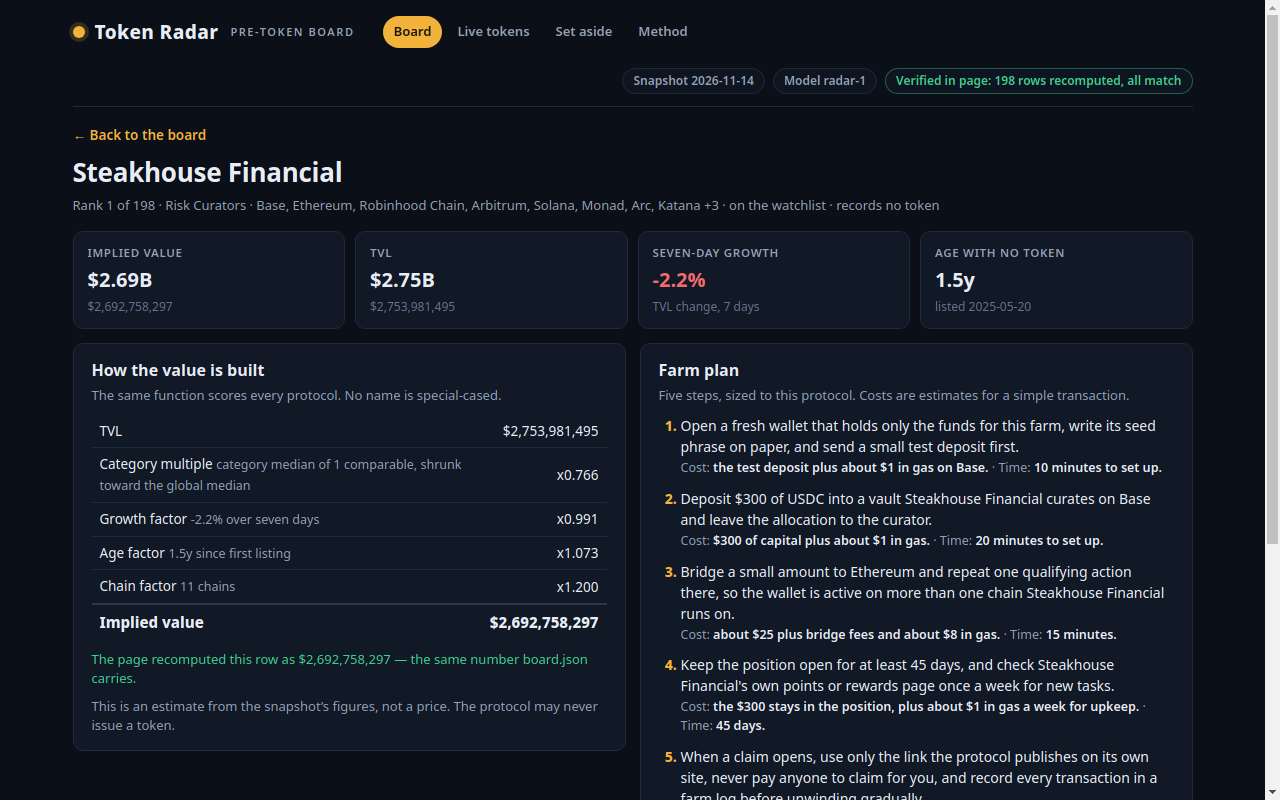 Token Radar PRE-TOKEN BOARD Board Live tokens Set aside Method
Snapshot 2026-11-14 Model radar-1 Verified in page: 198 rows recomputed, all match
← Back to the board
Steakhouse Financial
Rank 1 of 198 · Risk Curators · Base, Ethereum, Robinhood Chain, Arbitrum, Solana, Monad, Arc, Katana +3 · on the watchlist · records no token
IMPLIED VALUE
$2.69B
$2,692,758,297
TVL
$2.75B
$2,753,981,495
SEVEN-DAY GROWTH
-2.2%
TVL change, 7 days
AGE WITH NO TOKEN
1.5y
listed 2025-05-20
How the value is built
The same function scores every protocol. No name is special-cased.
TVL $2,753,981,495
Category multiple category median of 1 comparable, shrunk
toward the global median x0.766
Growth factor -2.2% over seven days x0.991
Age factor 1.5y since first listing x1.073
Chain factor 11 chains x1.200
Implied value $2,692,758,297
The page recomputed this row as $2,692,758,297 — the same number board.json
carries.
This is an estimate from the snapshot's figures, not a price. The protocol may never
issue a token.
Farm plan
Five steps, sized to this protocol. Costs are estimates for a simple transaction.
1. Open a fresh wallet that holds only the funds for this farm, write its seed
phrase on paper, and send a small test deposit first.
Cost: the test deposit plus about $1 in gas on Base. · Time: 10 minutes to set up.
2. Deposit $300 of USDC into a vault Steakhouse Financial curates on Base
and leave the allocation to the curator.
Cost: $300 of capital plus about $1 in gas. · Time: 20 minutes to set up.
3. Bridge a small amount to Ethereum and repeat one qualifying action
there, so the wallet is active on more than one chain Steakhouse Financial
runs on.
Cost: about $25 plus bridge fees and about $8 in gas. · Time: 15 minutes.
4. Keep the position open for at least 45 days, and check Steakhouse
Financial's own points or rewards page once a week for new tasks.
Cost: the $300 stays in the position, plus about $1 in gas a week for upkeep. ·
Time: 45 days.
5. When a claim opens, use only the link the protocol publishes on its own
site, never pay anyone to claim for you, and record every transaction in a
farm log before unwinding gradually.